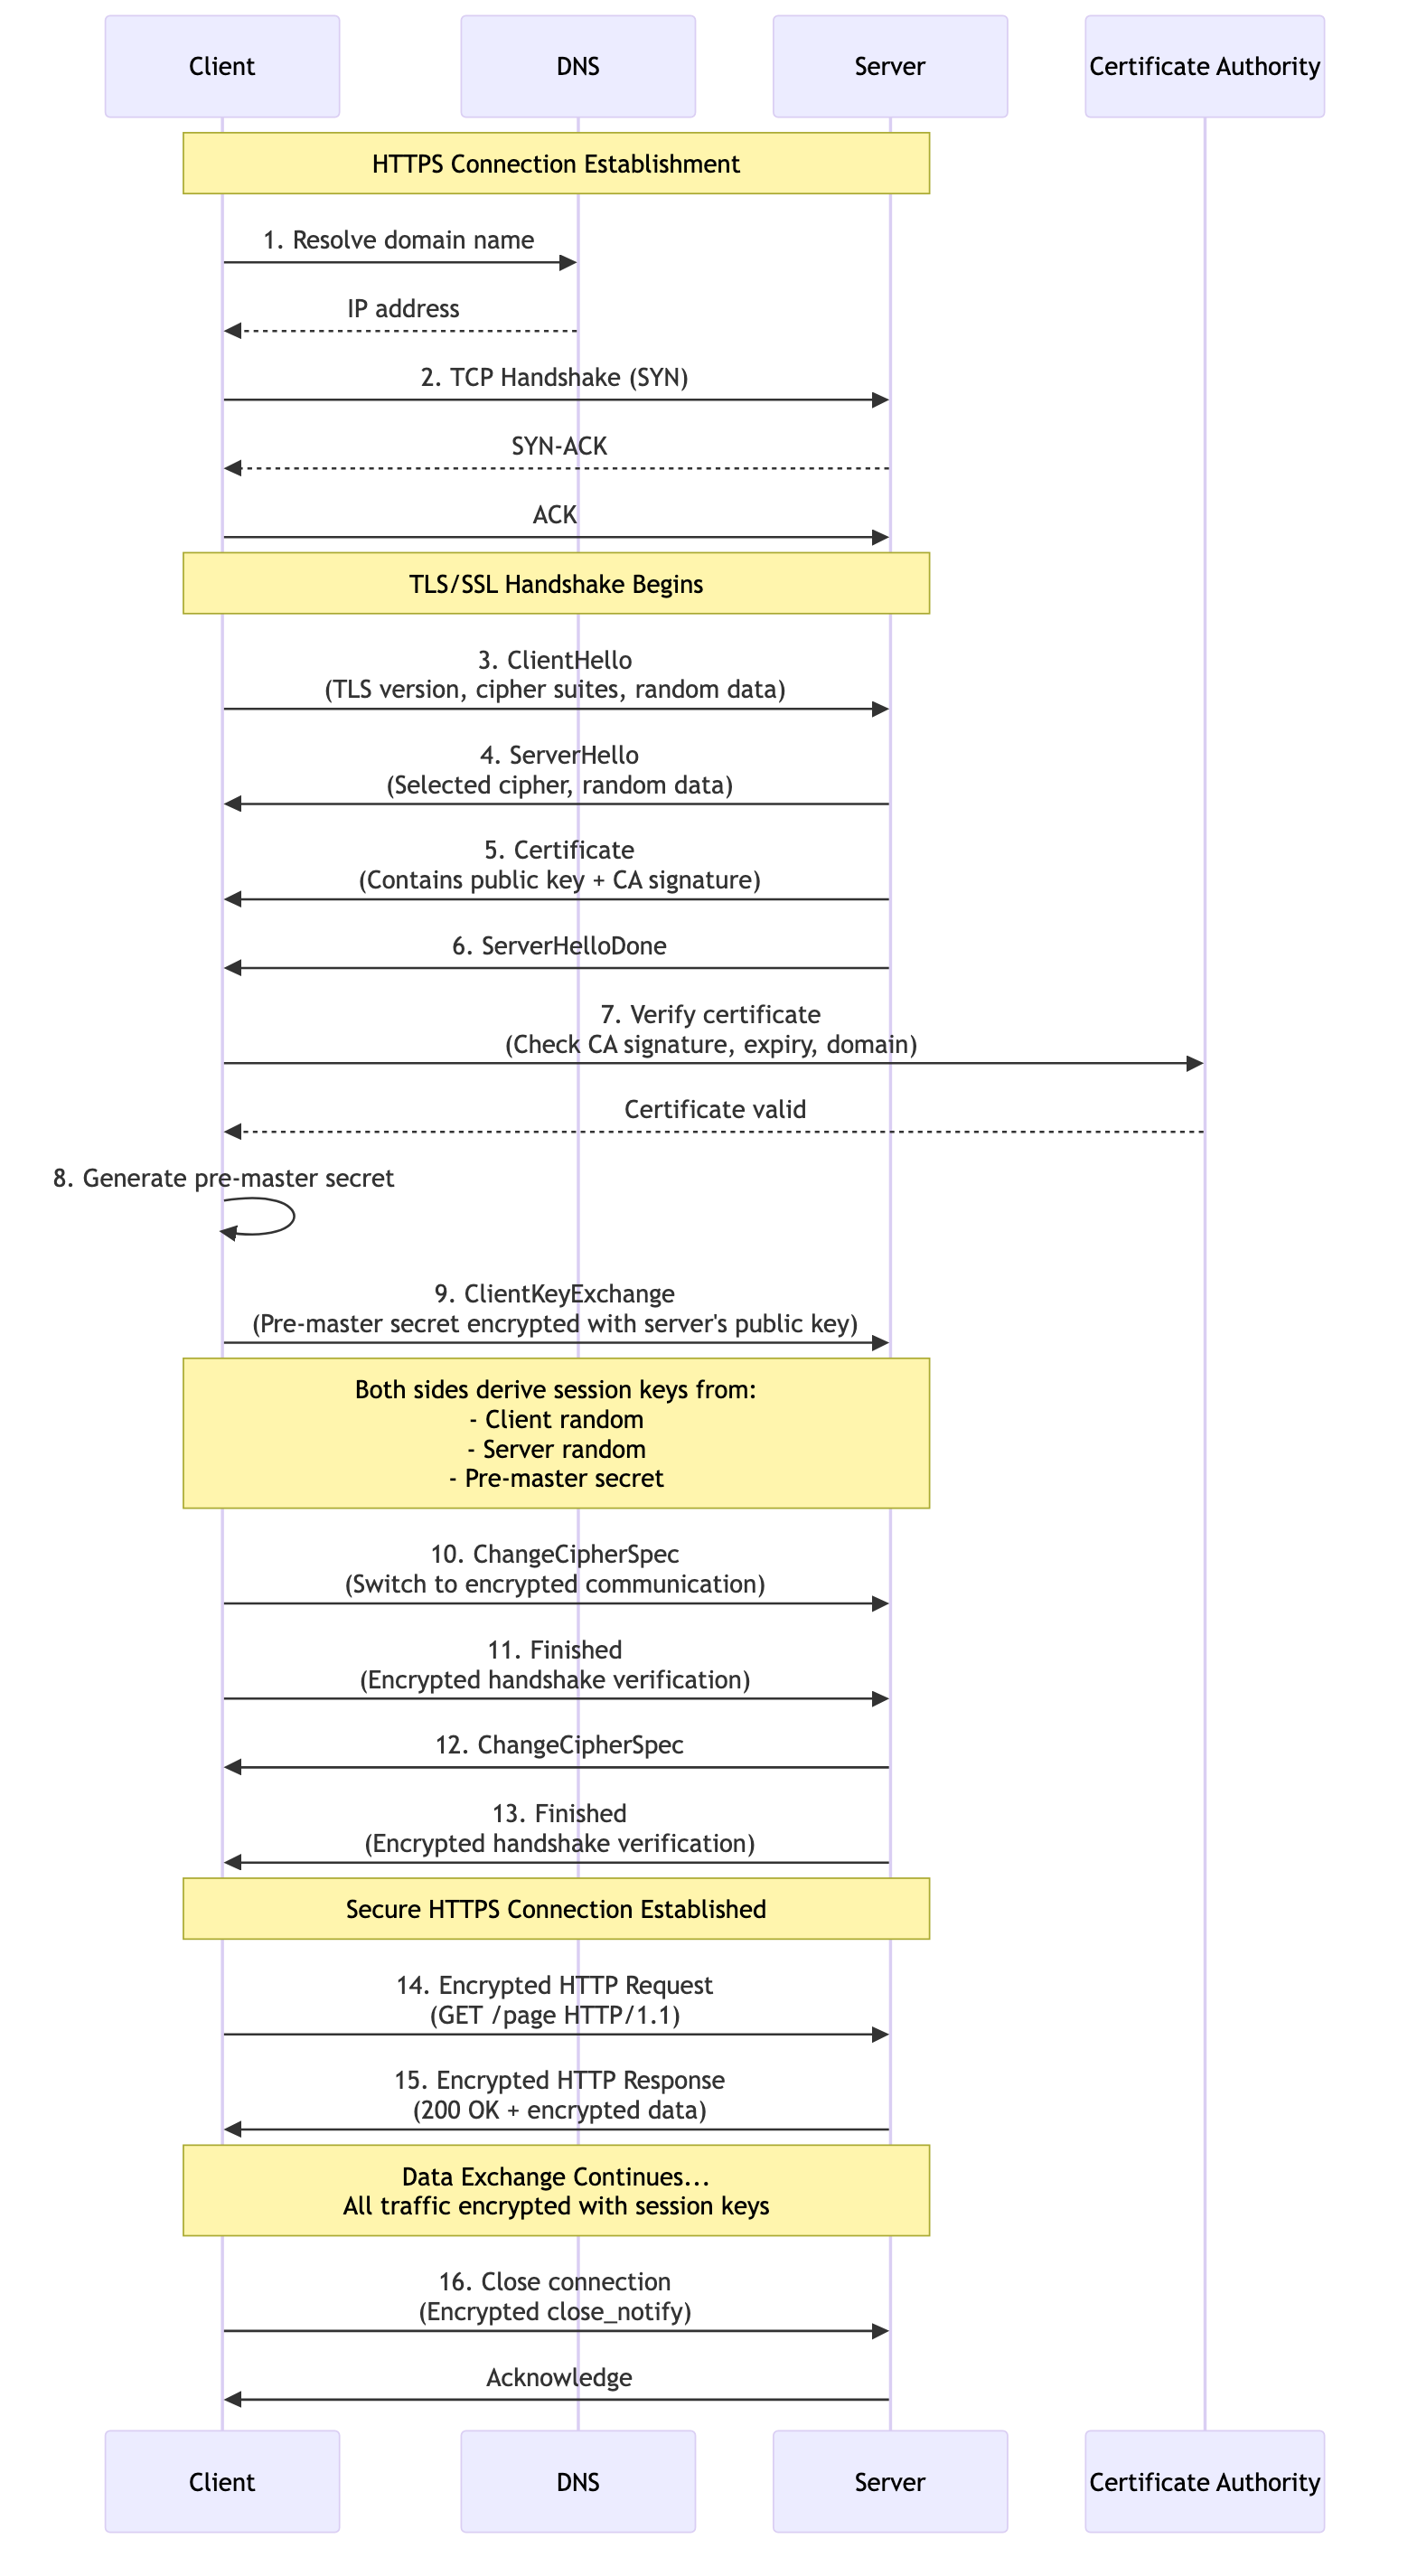 Client
DNS
Server
Certificate Authority
HTTPS Connection Establishment
1. Resolve domain name
IP address
2. TCP Handshake (SYN)
SYN-ACK
ACK
TLS/SSL Handshake Begins
3. ClientHello
(TLS version, cipher suites, random data)
4. ServerHello
(Selected cipher, random data)
5. Certificate
(Contains public key + CA signature)
6. ServerHelloDone
7. Verify certificate
(Check CA signature, expiry, domain)
Certificate valid
8. Generate pre-master secret
9. ClientKeyExchange
(Pre-master secret encrypted with server's public key)
Both sides derive session keys from:
- Client random
- Server random
- Pre-master secret
10. ChangeCipherSpec
(Switch to encrypted communication)
11. Finished
(Encrypted handshake verification)
12. ChangeCipherSpec
13. Finished
(Encrypted handshake verification)
Secure HTTPS Connection Established
14. Encrypted HTTP Request
(GET /page HTTP/1.1)
15. Encrypted HTTP Response
(200 OK + encrypted data)
Data Exchange Continues...
All traffic encrypted with session keys
16. Close connection
(Encrypted close_notify)
Acknowledge
Client
DNS
Server
Certificate Authority